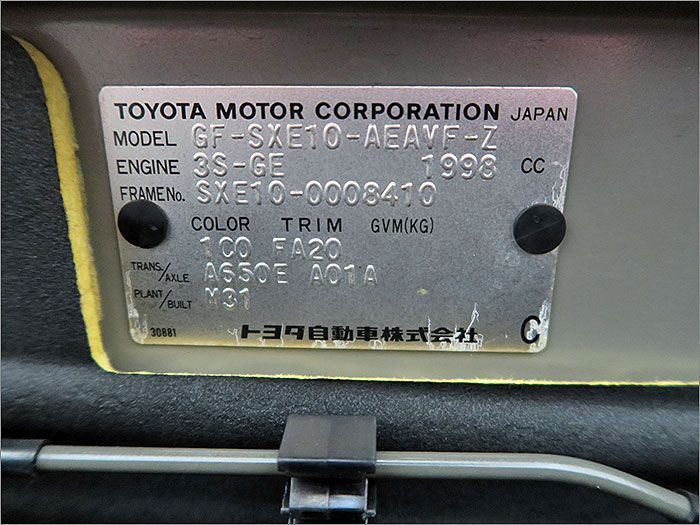 TOYOTA MOTOR CORPORATION JAPAN
MODEL GF-SXE10-AEAVF-Z
ENGINE 3S-GE 1998 CC
FRAME No. SXE10-0008410
COLOR TRIM GVM(KG)
1C0 FA20
TRANS./AXLE A650E A01A
PLANT/BUILT M31
30881 トヨタ自動車株式会社 C